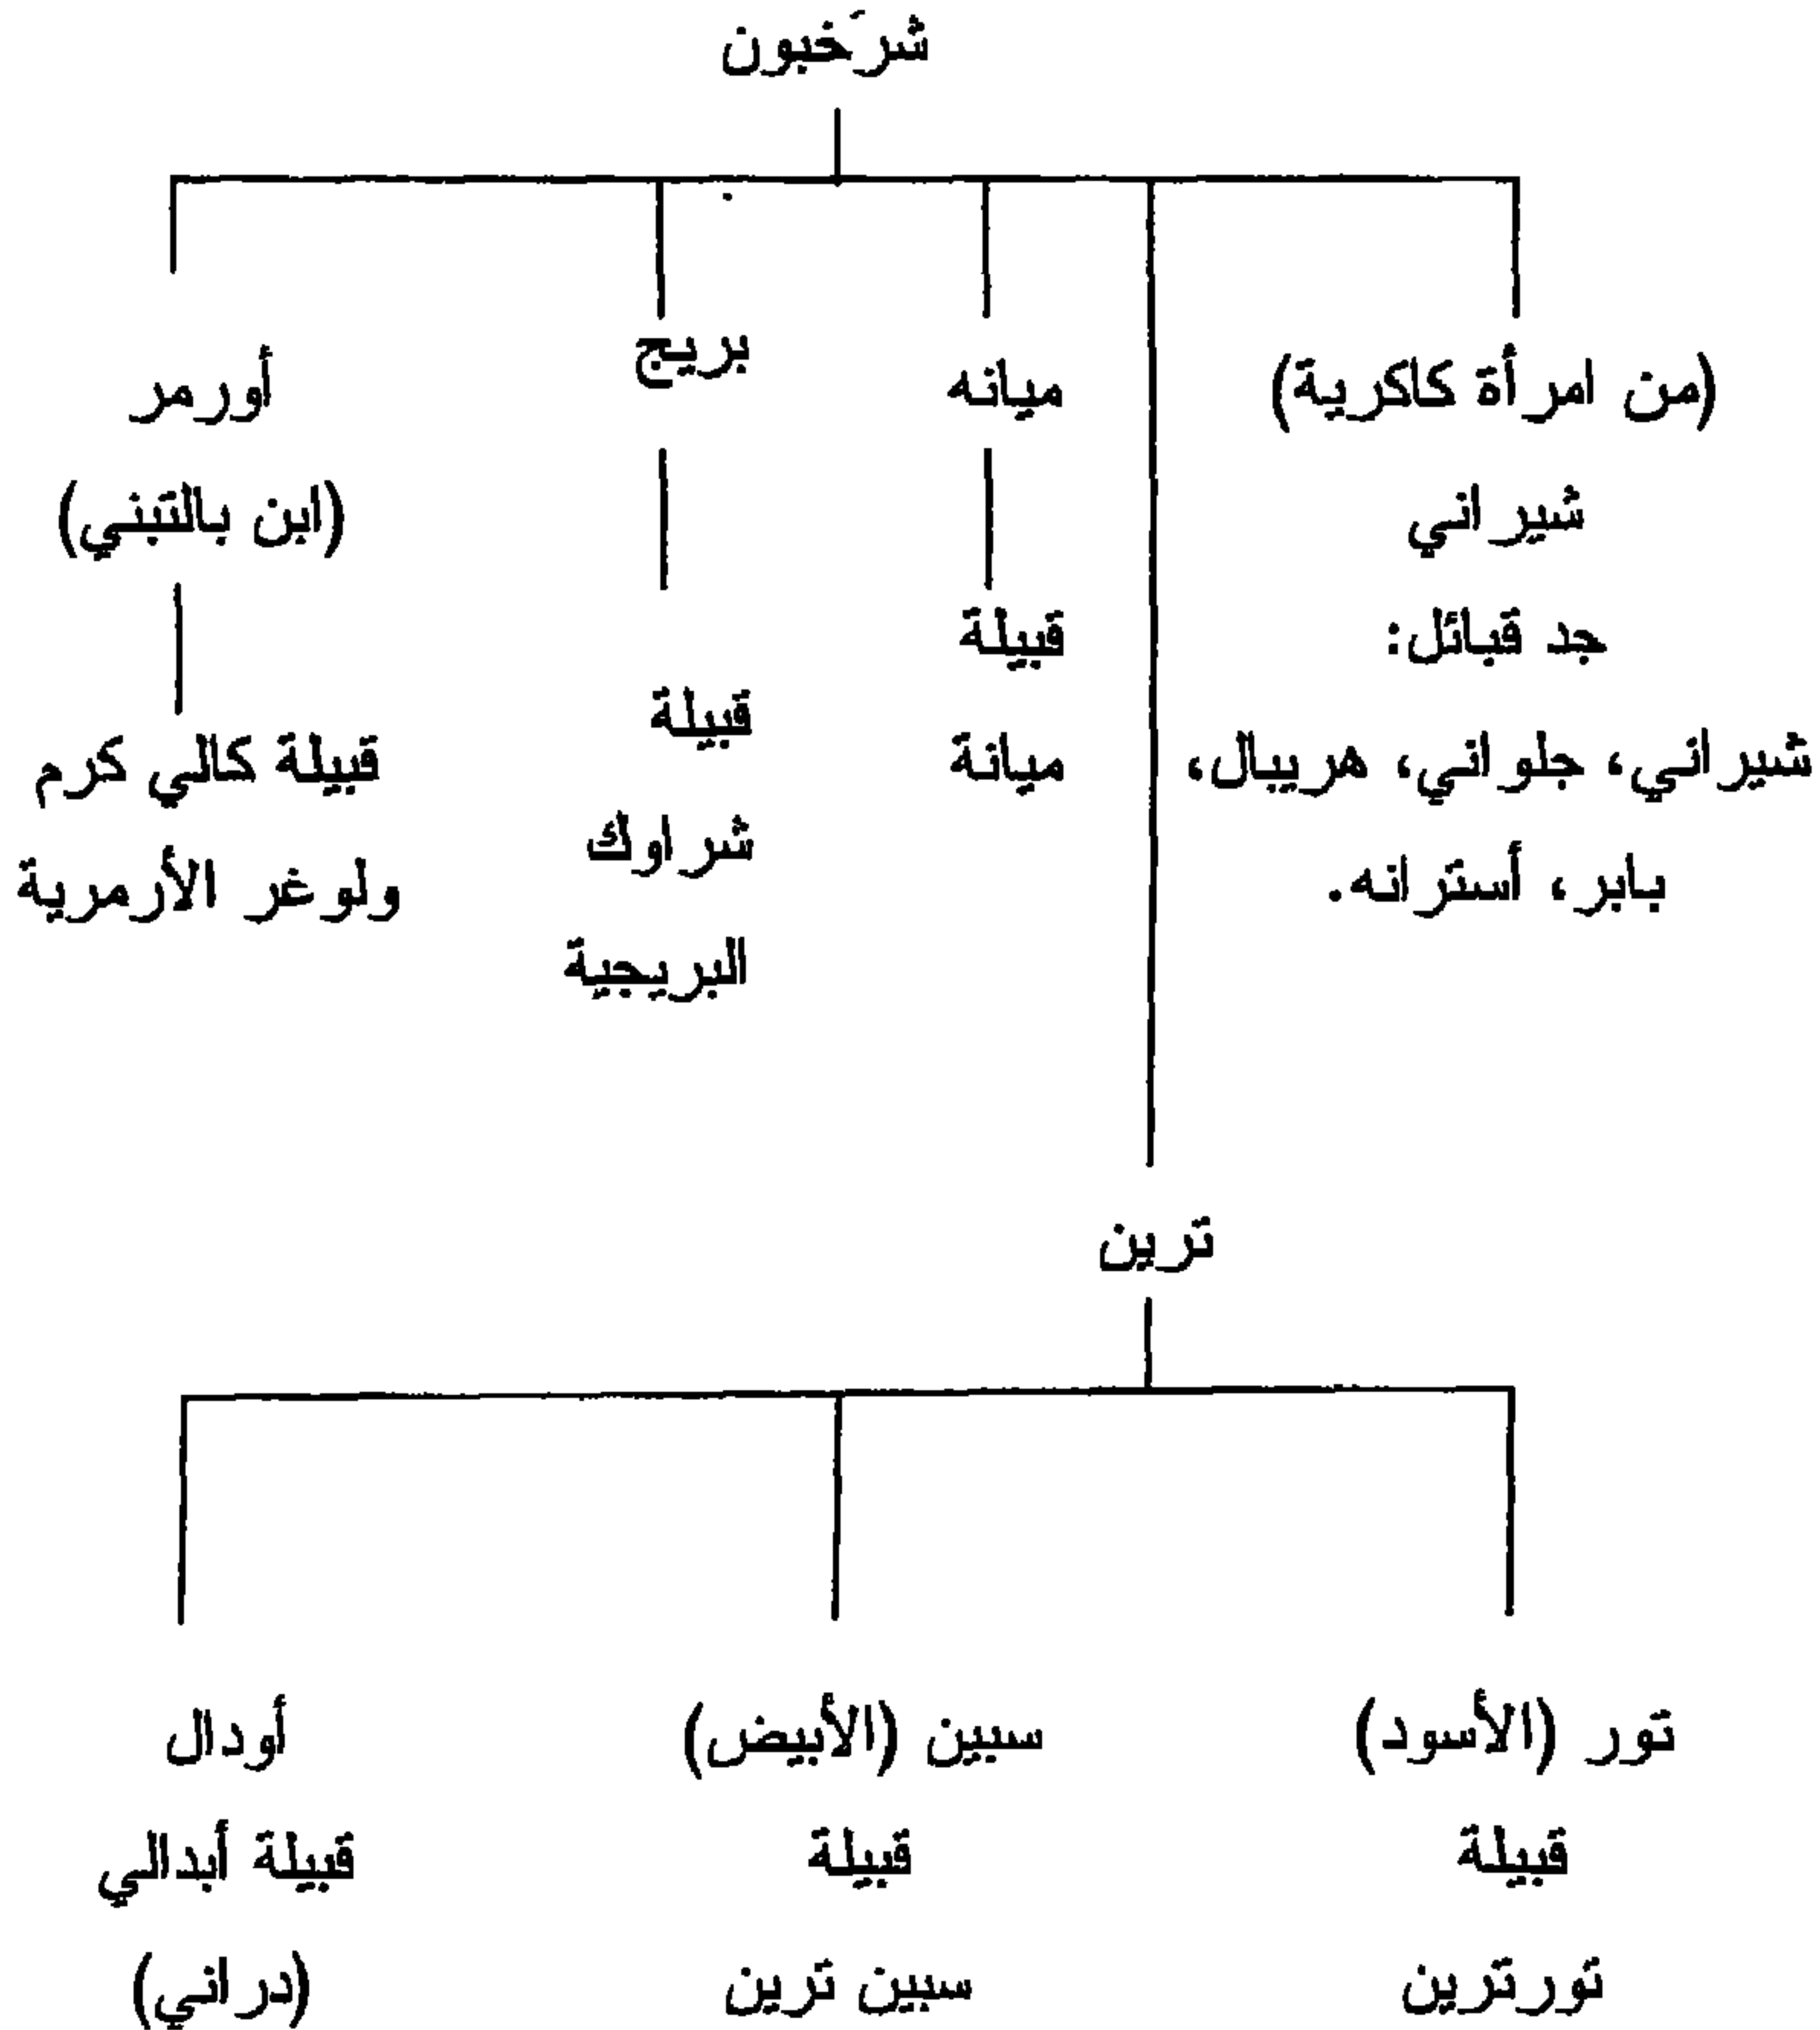 شرَخبون
(من امرأة كاكرية)
شيراني
جد قبائل:
شيراني، جلواني، هريبال،
بابر، أسترانه.
ميانه
قبيلة
ميانة
بريج
قبيلة
شراوك
البريجية
أورمر
(ابن بالتبني)
قبيلة كالي كرم
ولوغر الأرمرية
ترين
تور (الأسود)
قبيلة
تورترين
سبين (الأبيض)
قبيلة
سبين ترين
أودال
قبيلة أبدالي
(دراني)